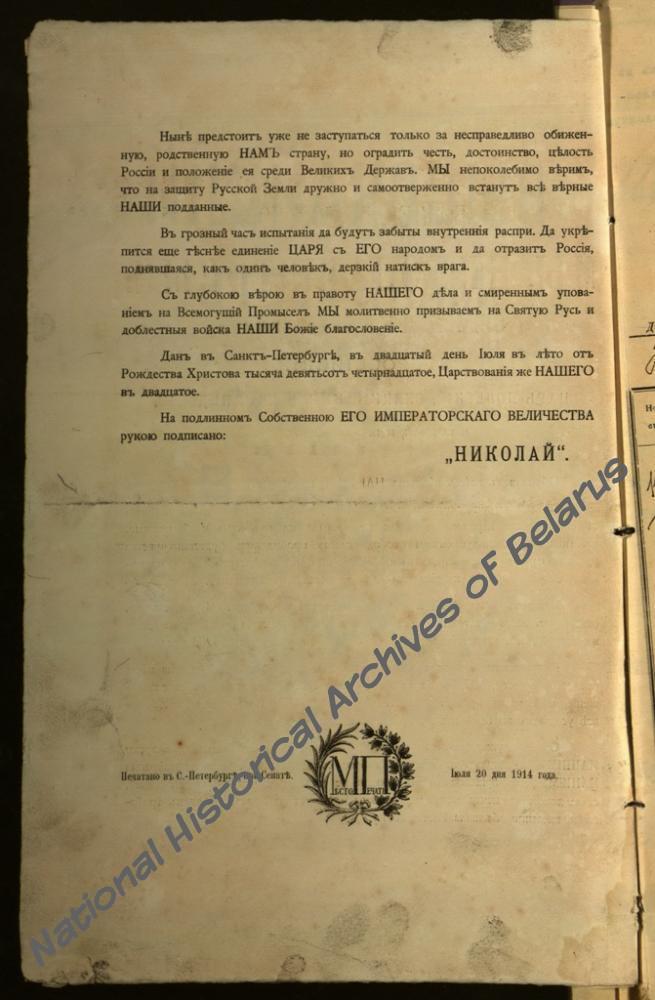 Нынѣ предстоитъ уже не заступаться только за несправедливо обижен-
ную, родственную НАМЪ страну, но оградить честь, достоинство, цѣлость
Россіи и положеніе ея среди Великихъ Державъ. МЫ непоколебимо вѣримъ,
что на защиту Русской Земли дружно и самоотверженно встанутъ всѣ вѣрные
НАШИ подданные.
Въ грозный часъ испытанія да будутъ забыты внутреннія распри. Да укрѣ-
пится еще тѣснѣе единеніе ЦАРЯ съ ЕГО народомъ и да отразитъ Россія,
поднявшаяся, какъ одинъ человѣкъ, дерзкій натискъ врага.
Съ глубокою вѣрою въ правоту НАШЕГО дѣла и смиреннымъ упова-
ніемъ на Всемогущій Промыселъ МЫ молитвенно призываемъ на Святую Русь и
доблестныя войска НАШИ Божіе благословеніе.
Данъ въ Санктъ-Петербургѣ, въ двадцатый день Іюля въ лѣто отъ
Рождества Христова тысяча девятьсотъ четырнадцатое, Царствованія же НАШЕГО
въ двадцатое.
На подлинномъ Собственною ЕГО ИМПЕРАТОРСКАГО ВЕЛИЧЕСТВА
рукою подписано:
„НИКОЛАЙ“.
Печатано въ С.-Петербургѣ, при Сенатѣ.
МП
МѢСТО ПЕЧАТИ
Іюля 20 дня 1914 года.
National Historical Archives of Belarus